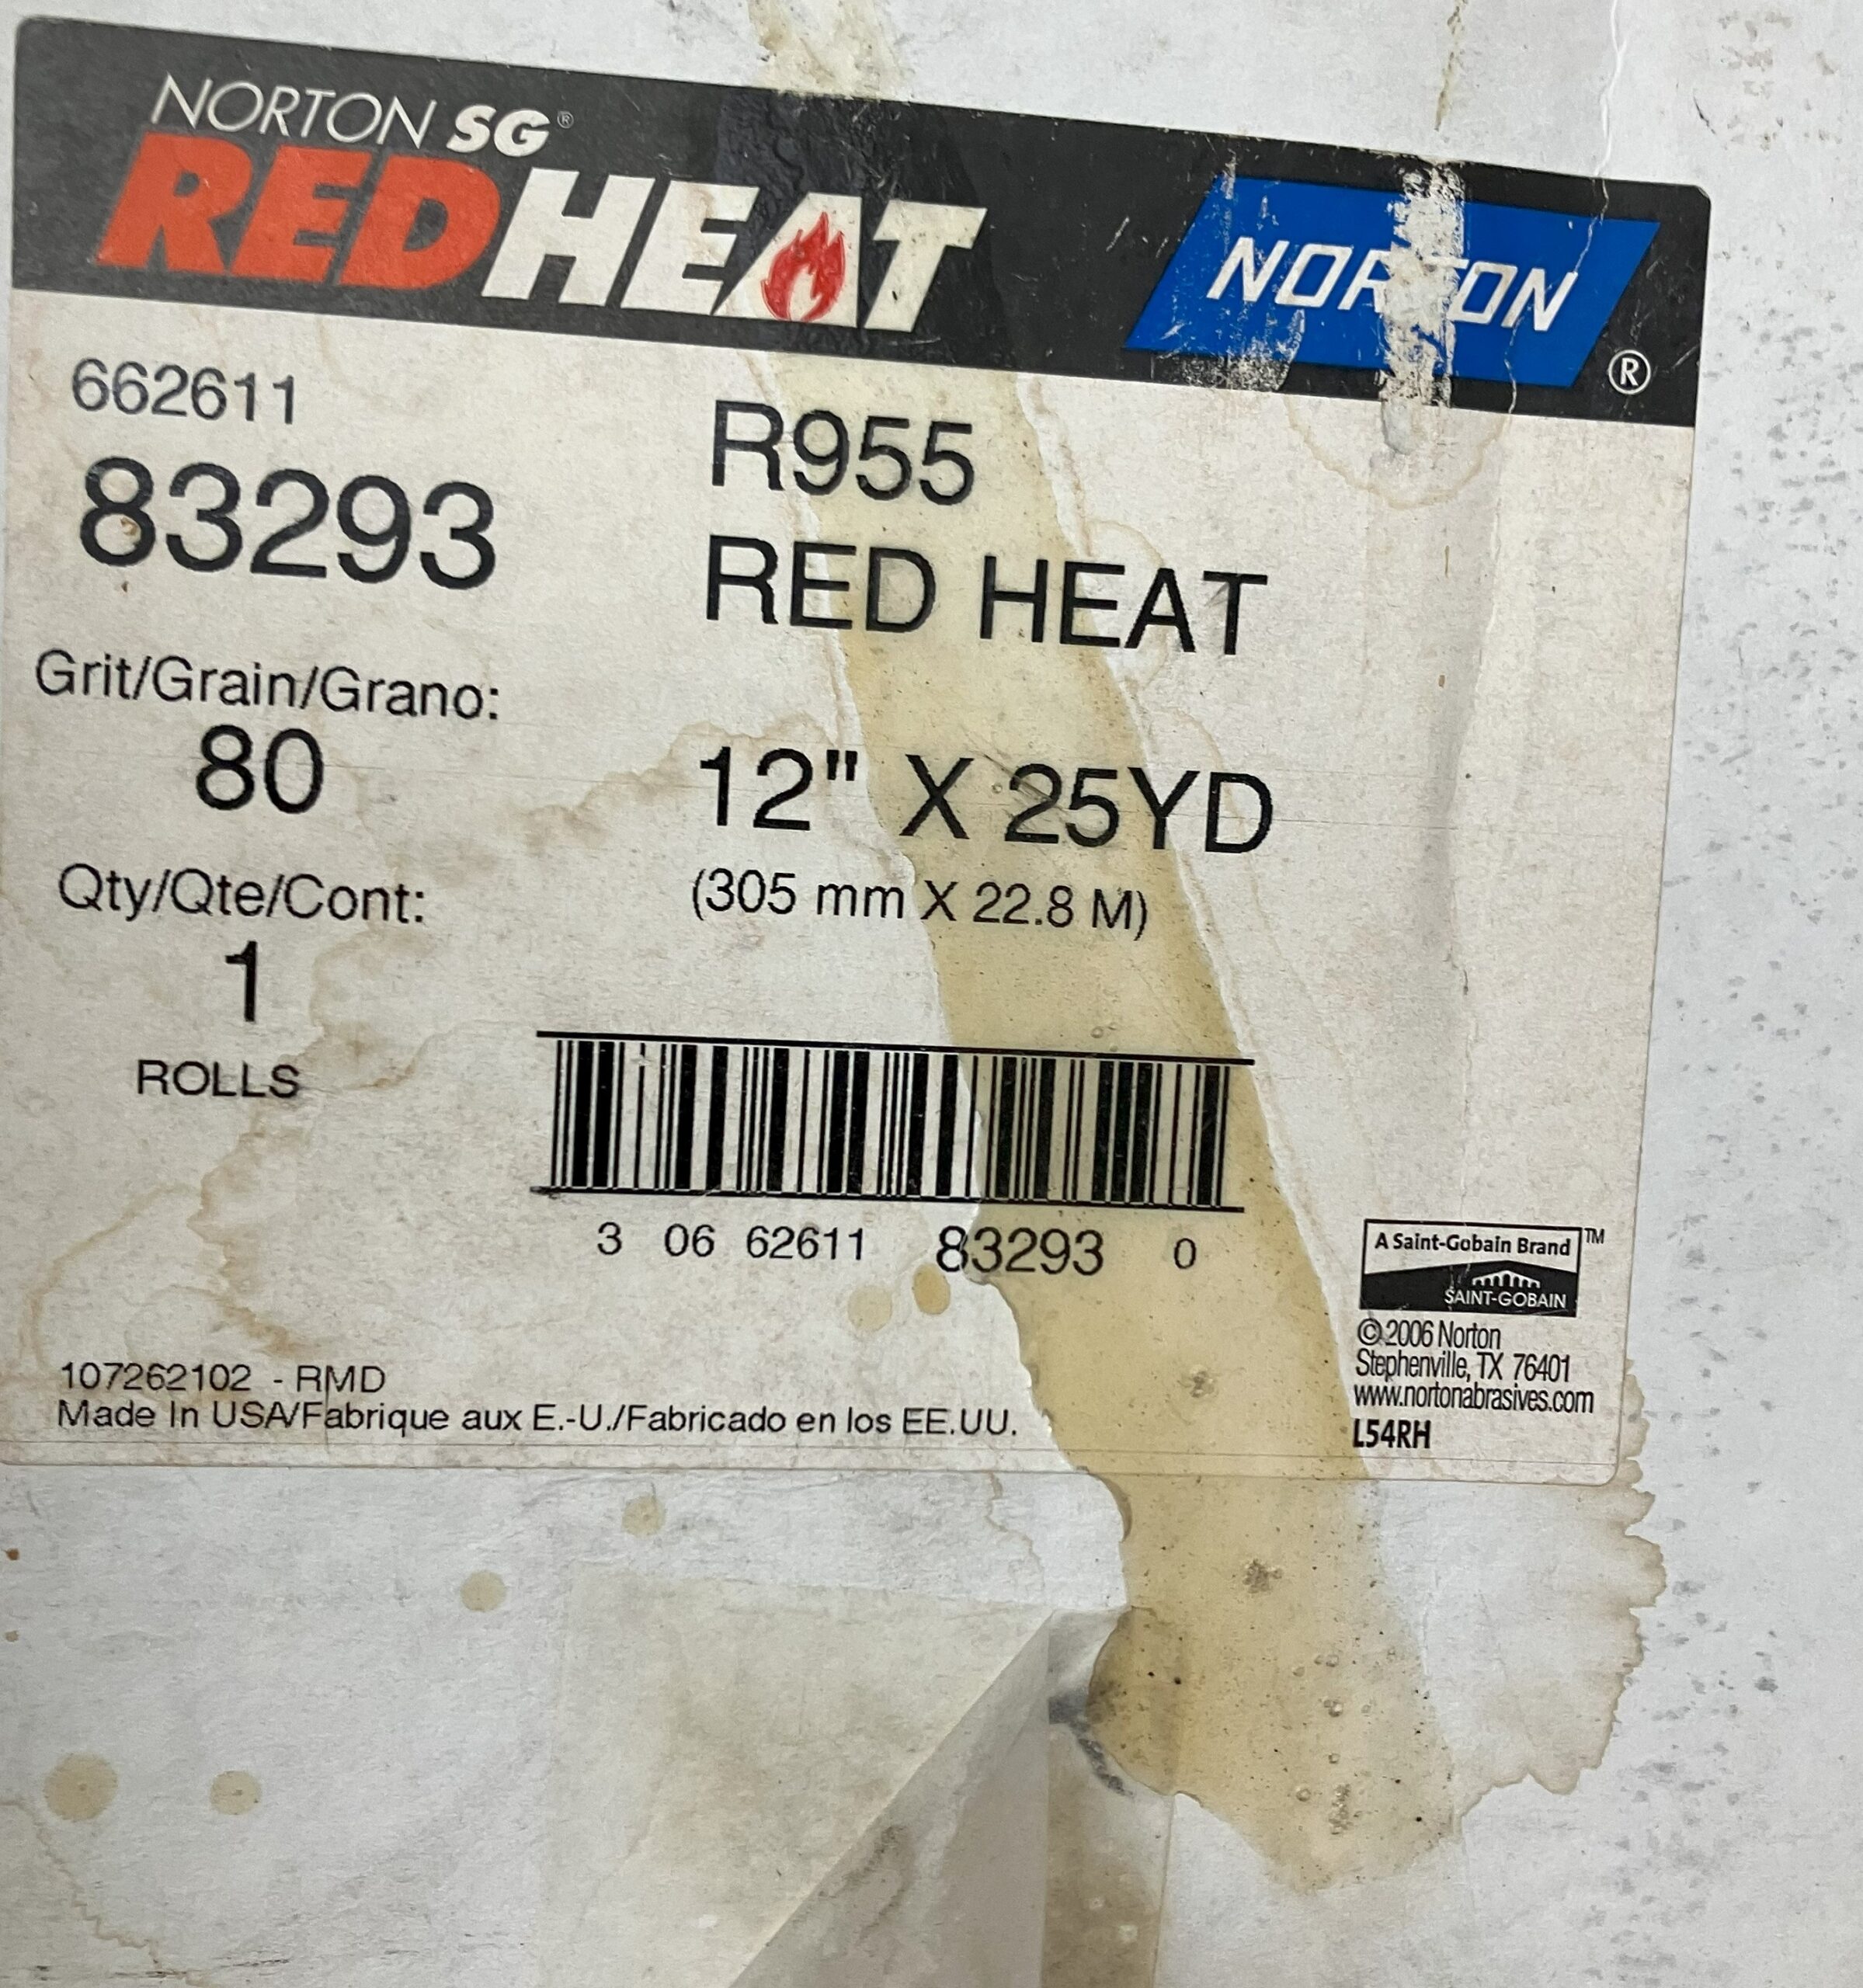 NORTON SG®
REDHEAT
NORTON®
662611
83293
R955
RED HEAT
Grit/Grain/Grano:
80
12" X 25YD
(305 mm X 22.8 M)
Qty/Qte/Cont:
1
ROLLS
3 06 62611 83293 0
A Saint-Gobain Brand™
SAINT-GOBAIN
© 2006 Norton
Stephenville, TX 76401
www.nortonabrasives.com
L54RH
107262102 - RMD
Made In USA/Fabrique aux E.-U./Fabricado en los EE.UU.